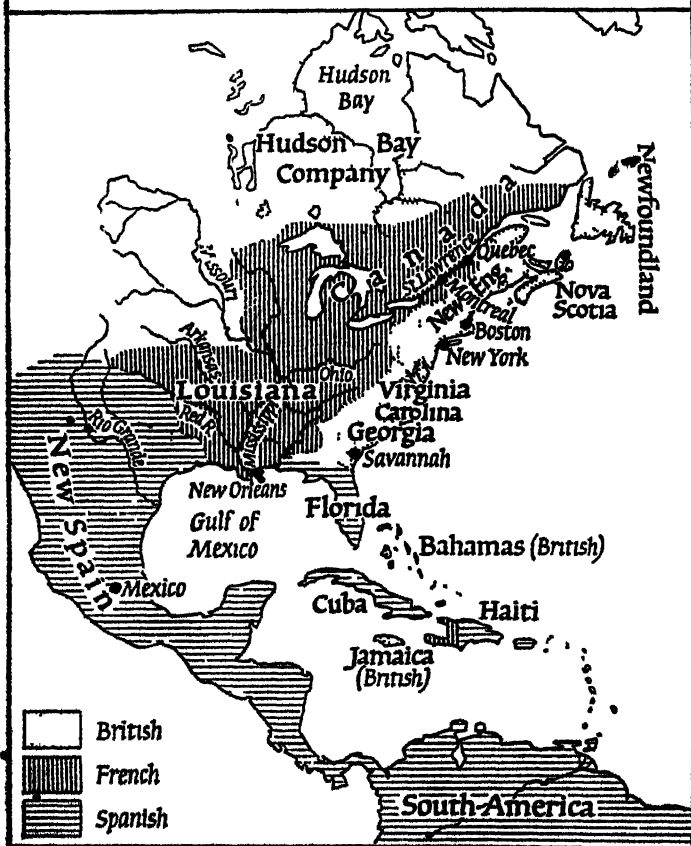 Hudson
Bay
Hudson Bay
Company
Newfoundland
Canada
St. Lawrence
Quebec
Montreal
New Eng.
Nova
Scotia
Boston
New York
Missouri
Arkansas
Ohio
Louisiana
Virginia
Carolina
Georgia
Savannah
Red R.
Mississippi
Rio Grande
New Orleans
New Spain
Gulf of
Mexico
Florida
Bahamas (British)
Mexico
Cuba
Haiti
Jamaica
(British)
British
French
Spanish
South-America